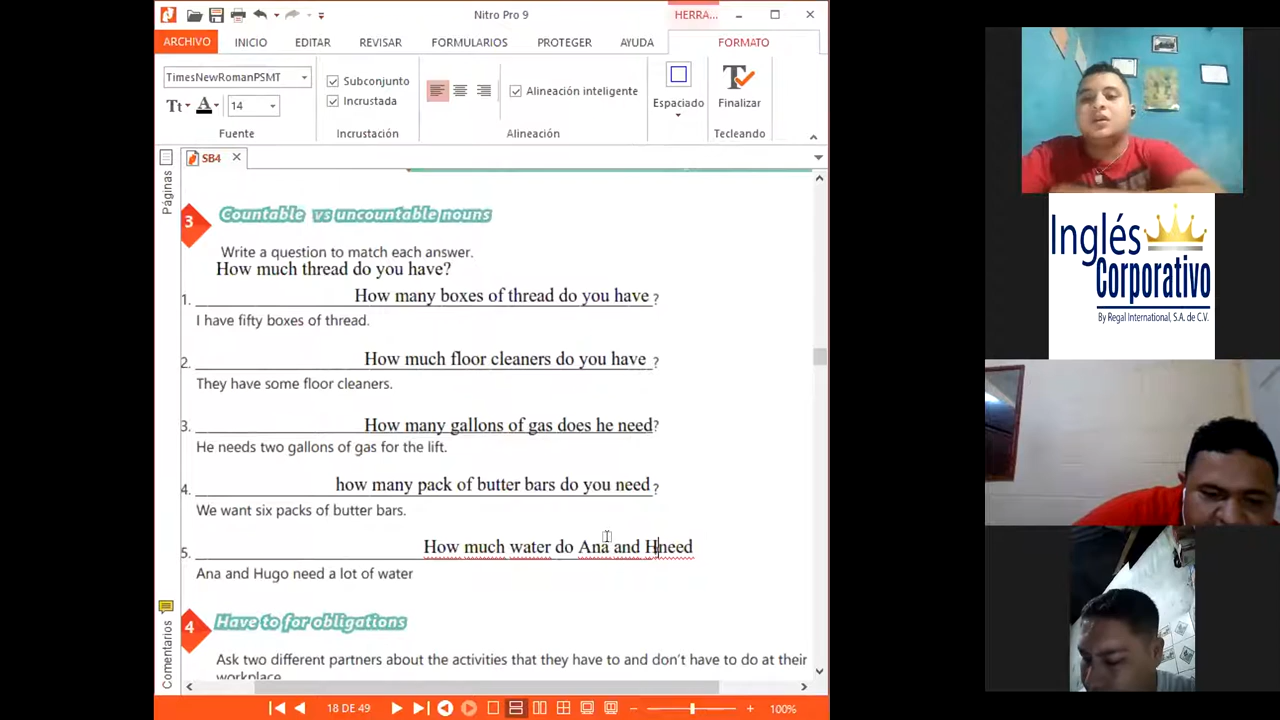 Nitro Pro 9
HERRA...
ARCHIVO
INICIO
EDITAR
REVISAR
FORMULARIOS
PROTEGER
AYUDA
FORMATO
TimesNewRomanPSMT
Subconjunto
Alineación inteligente
Espaciado
Finalizar
Tt
A
14
Incrustada
Fuente
Incrustación
Alineación
Tecleando
Páginas
SB4
3
Countable vs uncountable nouns
Write a question to match each answer.
How much thread do you have?
1. How many boxes of thread do you have ?
I have fifty boxes of thread.
2. How much floor cleaners do you have ?
They have some floor cleaners.
3. How many gallons of gas does he need?
He needs two gallons of gas for the lift.
4. how many pack of butter bars do you need ?
We want six packs of butter bars.
5. How much water do Ana and Hneed
Ana and Hugo need a lot of water
4
Have to for obligations
Ask two different partners about the activities that they have to and don't have to do at their
workplace
Comentarios
18 DE 49
100%
Inglés
Corporativo
By Regal International, S.A. de C.V.